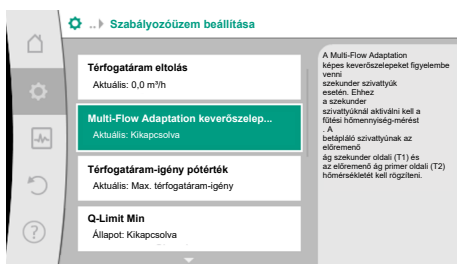 ..▸ Szabályozóüzem beállítása
Térfogatáram eltolás
Aktuális: 0,0 m³/h
Multi-Flow Adaptation keverőszelep...
Aktuális: Kikapcsolva
Térfogatáram-igény pótérték
Aktuális: Max. térfogatáram-igény
Q-Limit Min
Állapot: Kikapcsolva
A Multi-Flow Adaptation
képes keverőszelepeket figyelembe
venni
szekunder szivattyúk
esetén. Ehhez
a szekunder
szivattyúknál aktiválni kell a
fűtési hőmennyiség-mérést
. A
betápláló szivattyúnak az
előremenő
ág szekunder oldali (T1) és
az előremenő ág primer oldali (T2)
hőmérsékletét kell rögzíteni.